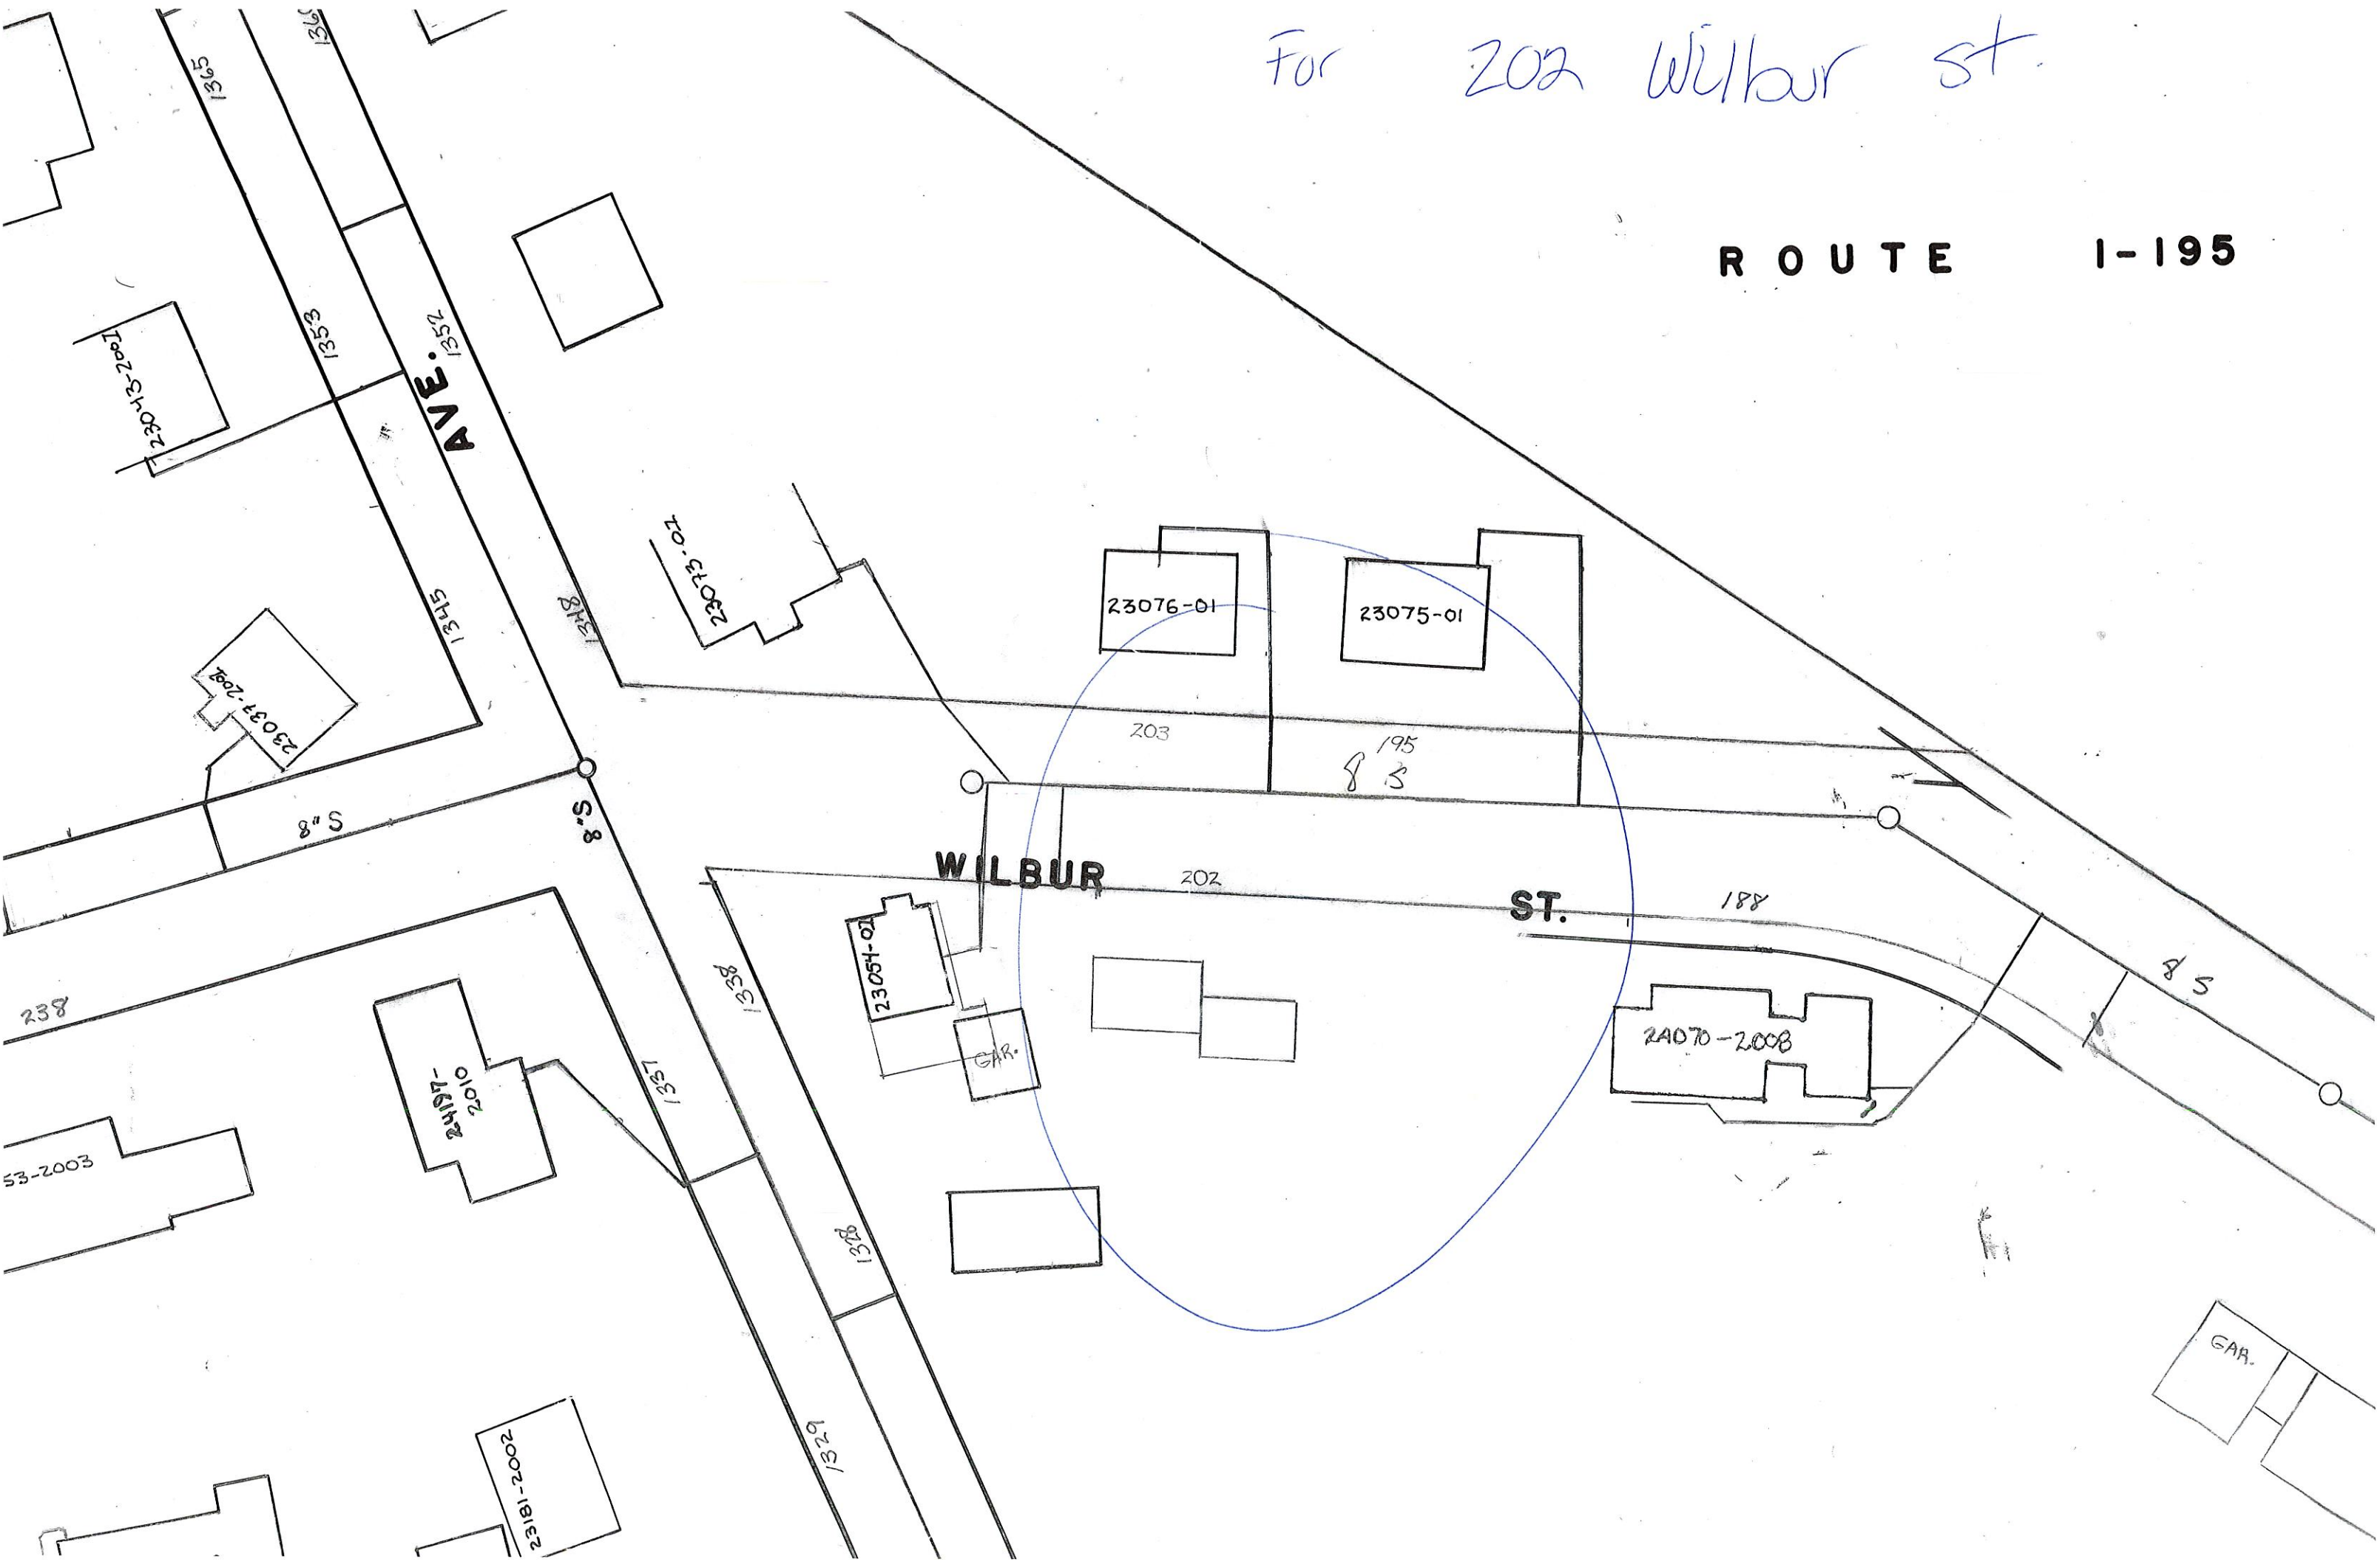 For 202 Wilbur St.
ROUTE I-195
1365
1353
1352
AVE.
23043-2001
23073-02
1348
1345
23076-01
23075-01
23037-2001
203
195
8 S
8"S
8"S
WILBUR ST.
202
188
23054-02
1338
8 S
238
GAR.
24070-2008
24197-
2010
1337
53-2003
1328
GAR.
1329
23181-2002